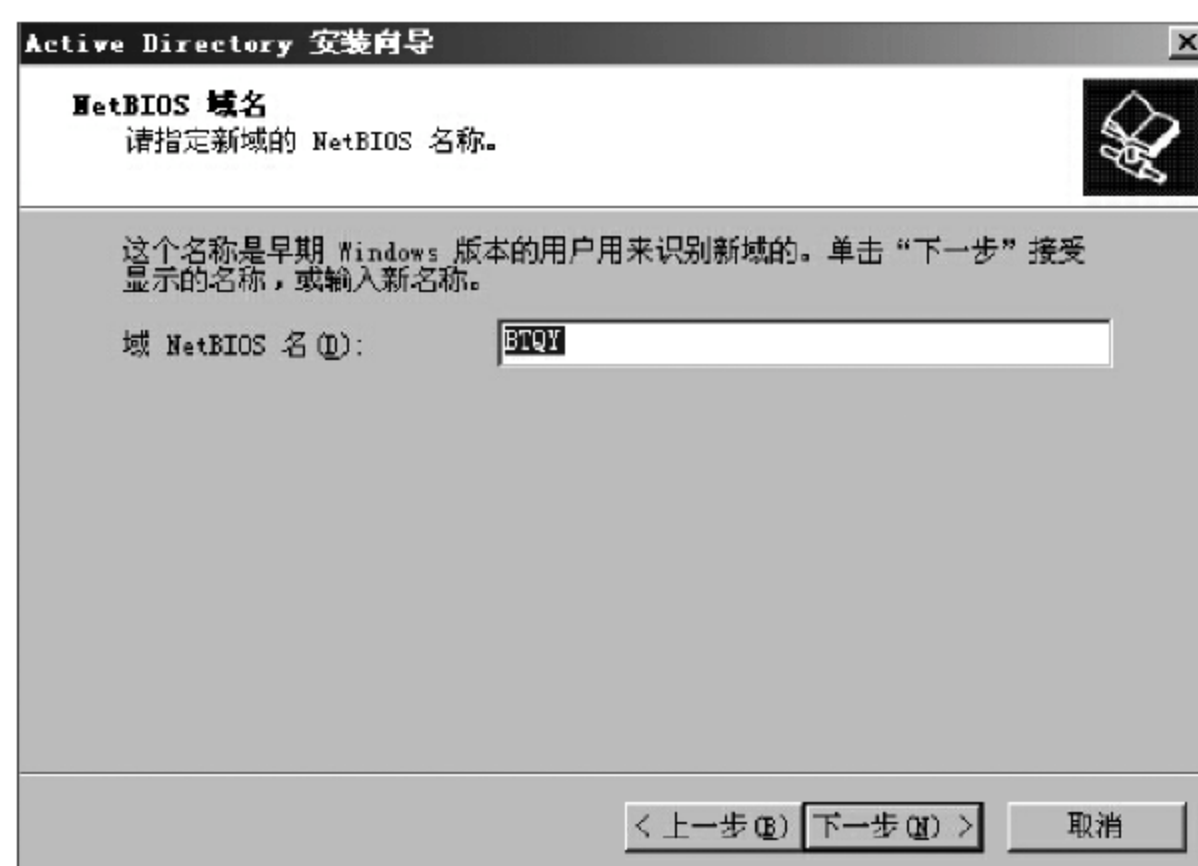 Active Directory 安装向导
NetBIOS 域名
请指定新域的 NetBIOS 名称。
这个名称是早期 Windows 版本的用户用来识别新域的。单击“下一步”接受
显示的名称，或输入新名称。
域 NetBIOS 名(D):
BTQY
< 上一步(B) 下一步(N) > 取消